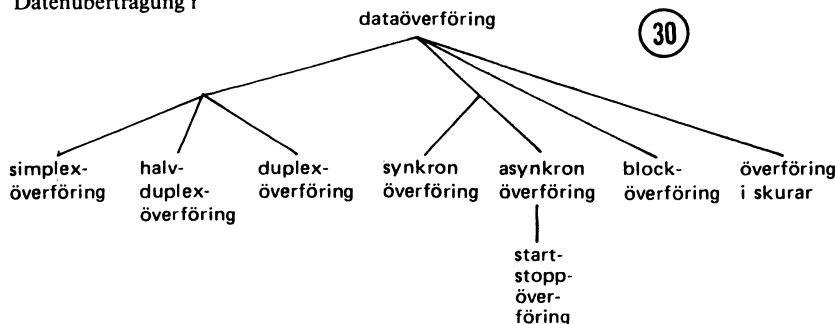 Datenübertragung f
dataöverföring
30
simplex-
överföring
halv-
duplex-
överföring
duplex-
överföring
synkron
överföring
asynkron
överföring
block-
överföring
överföring
i skurar
start-
stopp-
över-
föring